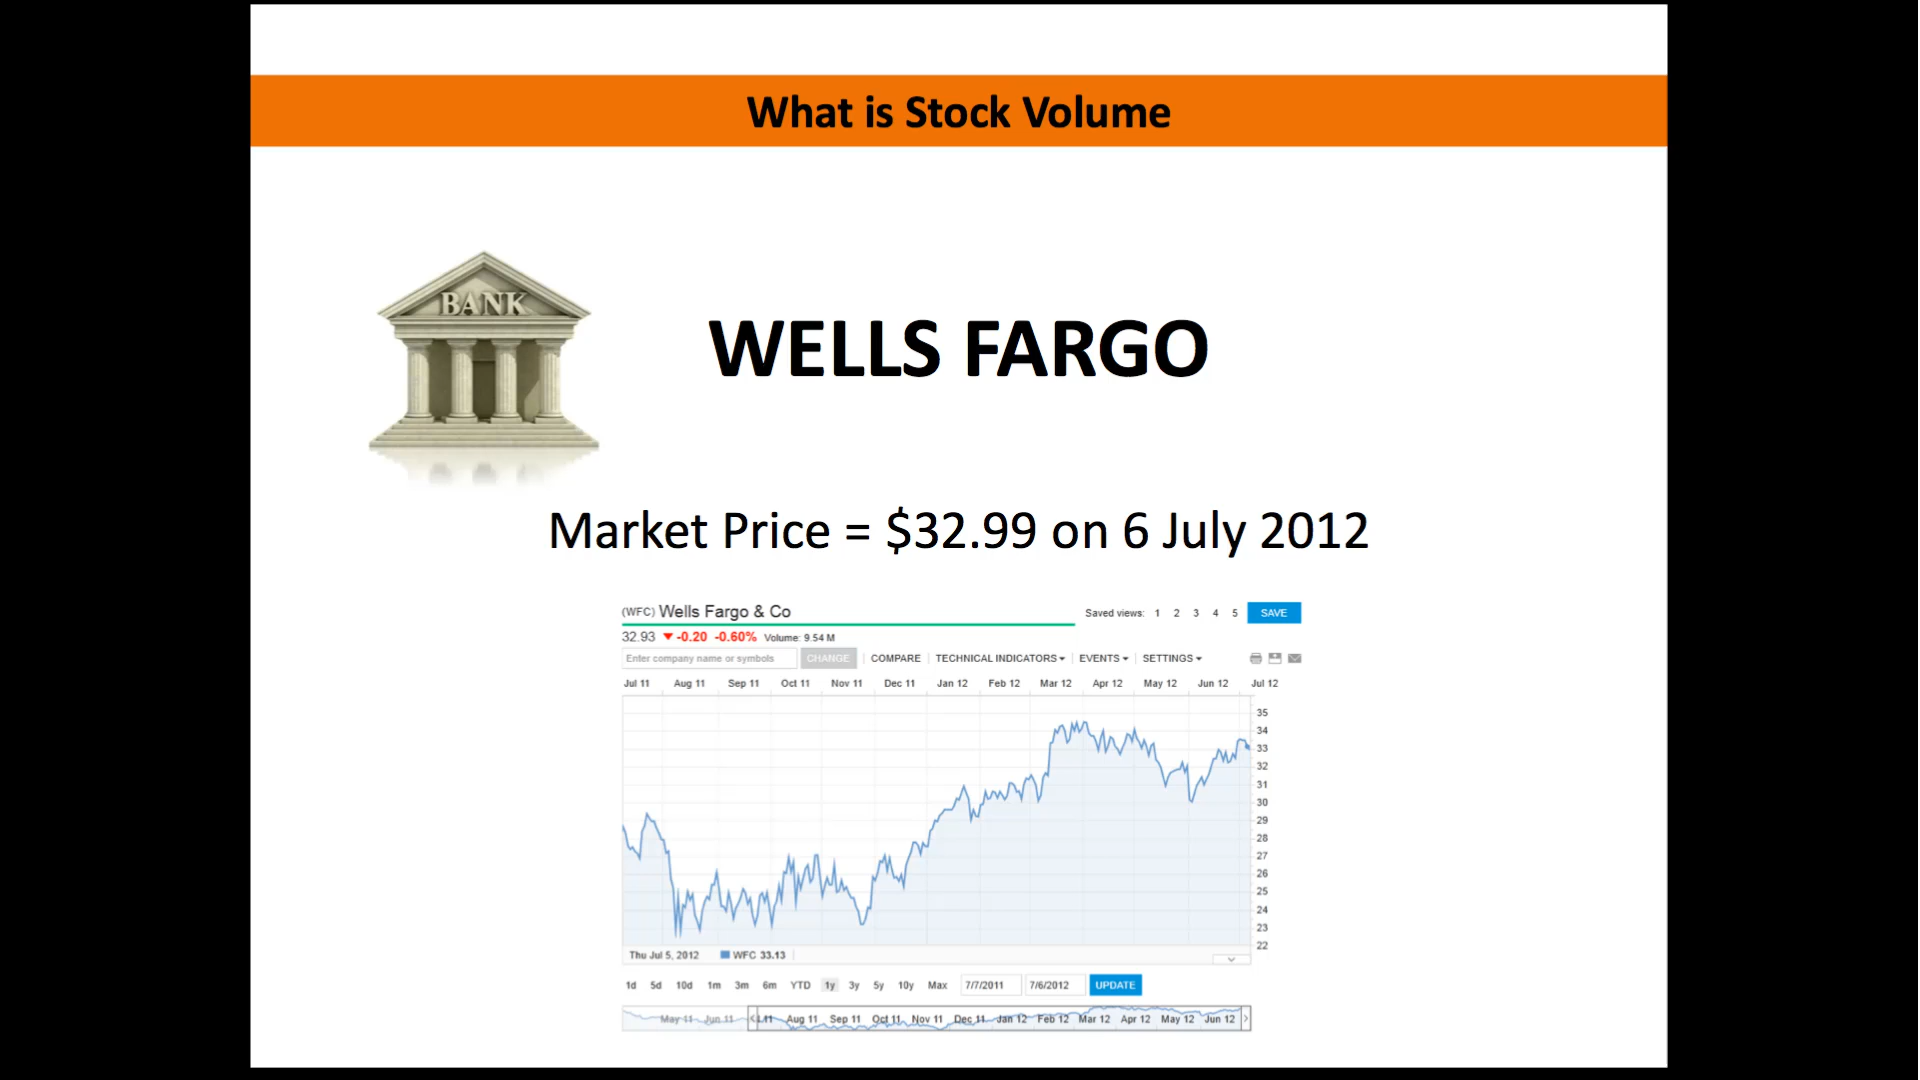 What is Stock Volume
BANK
WELLS FARGO
Market Price = $32.99 on 6 July 2012
(WFC) Wells Fargo & Co
Saved views: 1 2 3 4 5 SAVE
32.93 ▼ -0.20 -0.60% Volume: 9.54 M
Enter company name or symbols CHANGE COMPARE TECHNICAL INDICATORS EVENTS SETTINGS
Jul 11 Aug 11 Sep 11 Oct 11 Nov 11 Dec 11 Jan 12 Feb 12 Mar 12 Apr 12 May 12 Jun 12 Jul 12
35
34
33
32
31
30
29
28
27
26
25
24
23
22
Thu Jul 5, 2012 WFC 33.13
1d 5d 10d 1m 3m 6m YTD 1y 3y 5y 10y Max 7/7/2011 7/6/2012 UPDATE
May 11 Jun 11 Aug 11 Sep 11 Oct 11 Nov 11 Dec 11 Jan 12 Feb 12 Mar 12 Apr 12 May 12 Jun 12